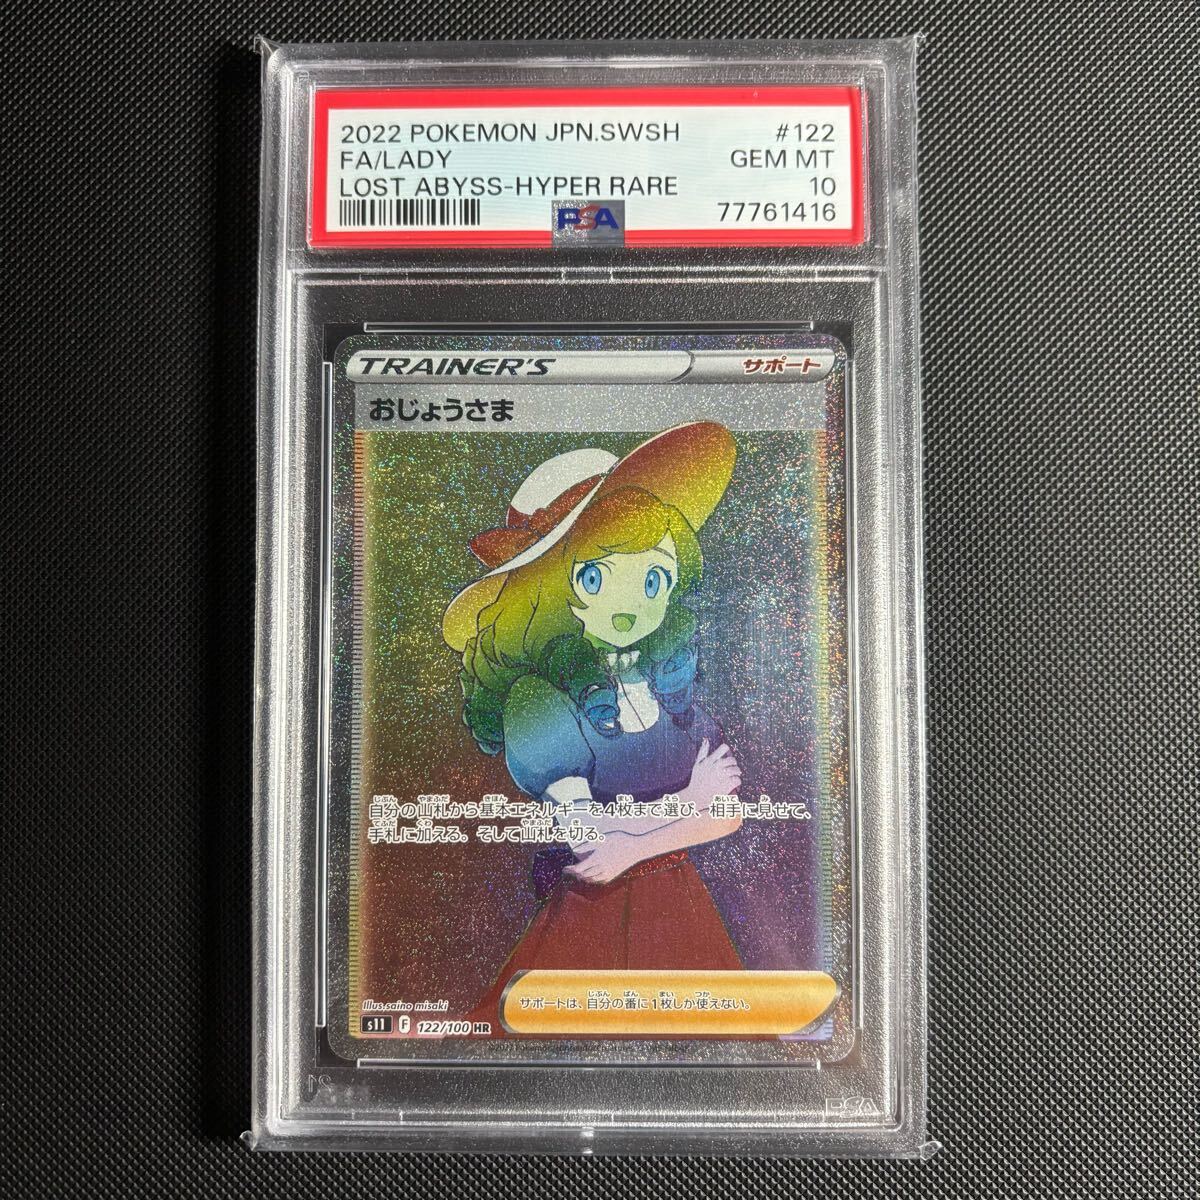 2022 POKEMON JPN.SWSH #122
FA/LADY GEM MT
LOST ABYSS-HYPER RARE 10
77761416
PSA
TRAINER'S サポート
おじょうさま
自分の山札から基本エネルギーを4枚まで選び、相手に見せて、
手札に加える。そして山札を切る。
サポートは、自分の番に1枚しか使えない。
Illus.saino misaki
s11 F 122/100 HR
PSA